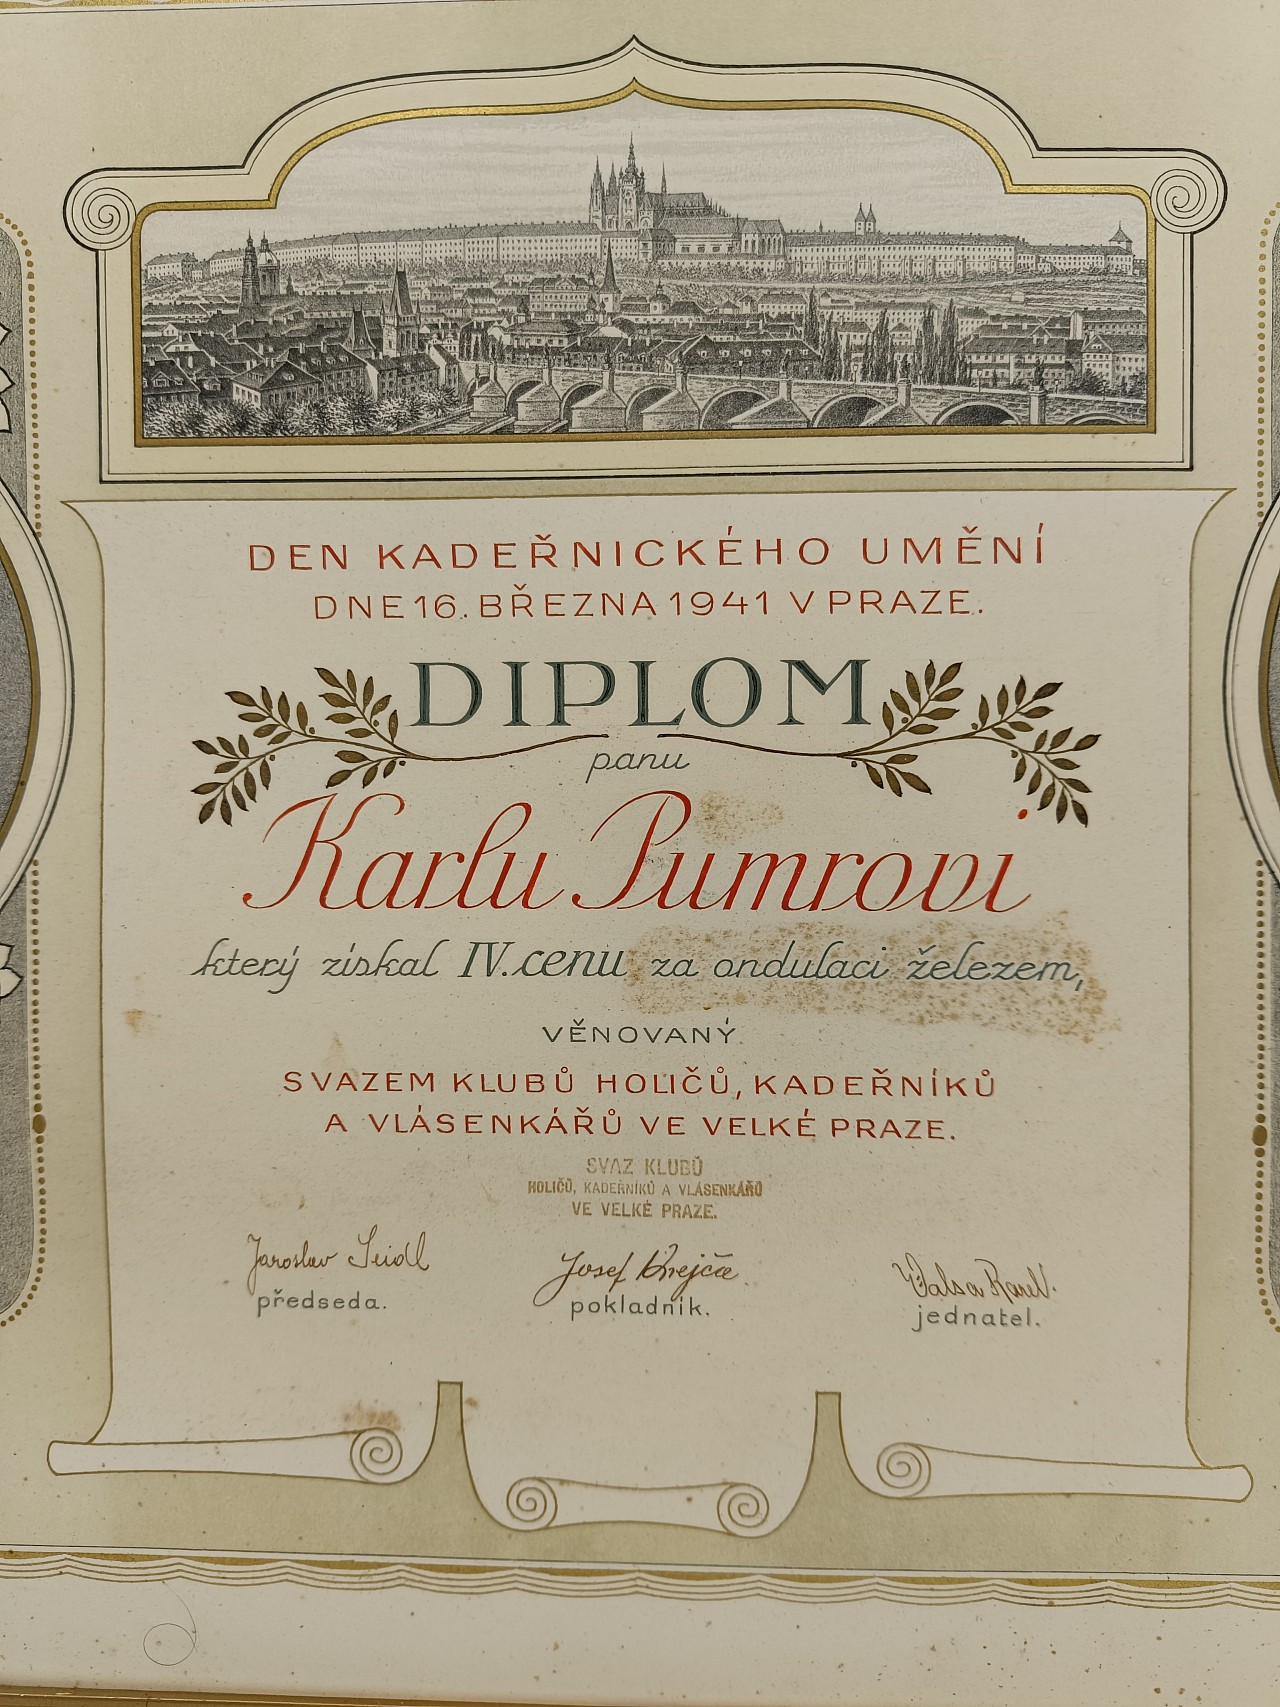 DEN KADEŘNICKÉHO UMĚNÍ
DNE 16. BŘEZNA 1941 V PRAZE.
DIPLOM
panu
Karlu Pumrovi
který získal IV. cenu za ondulaci železem,
VĚNOVANÝ
SVAZEM KLUBŮ HOLIČŮ, KADEŘNÍKŮ
A VLÁSENKÁŘŮ VE VELKÉ PRAZE.
SVAZ KLUBŮ
HOLIČŮ, KADEŘNÍKŮ A VLÁSENKÁŘŮ
VE VELKÉ PRAZE.
Jaroslav Seidl
předseda.
Josef
pokladník.
Karel
jednatel.